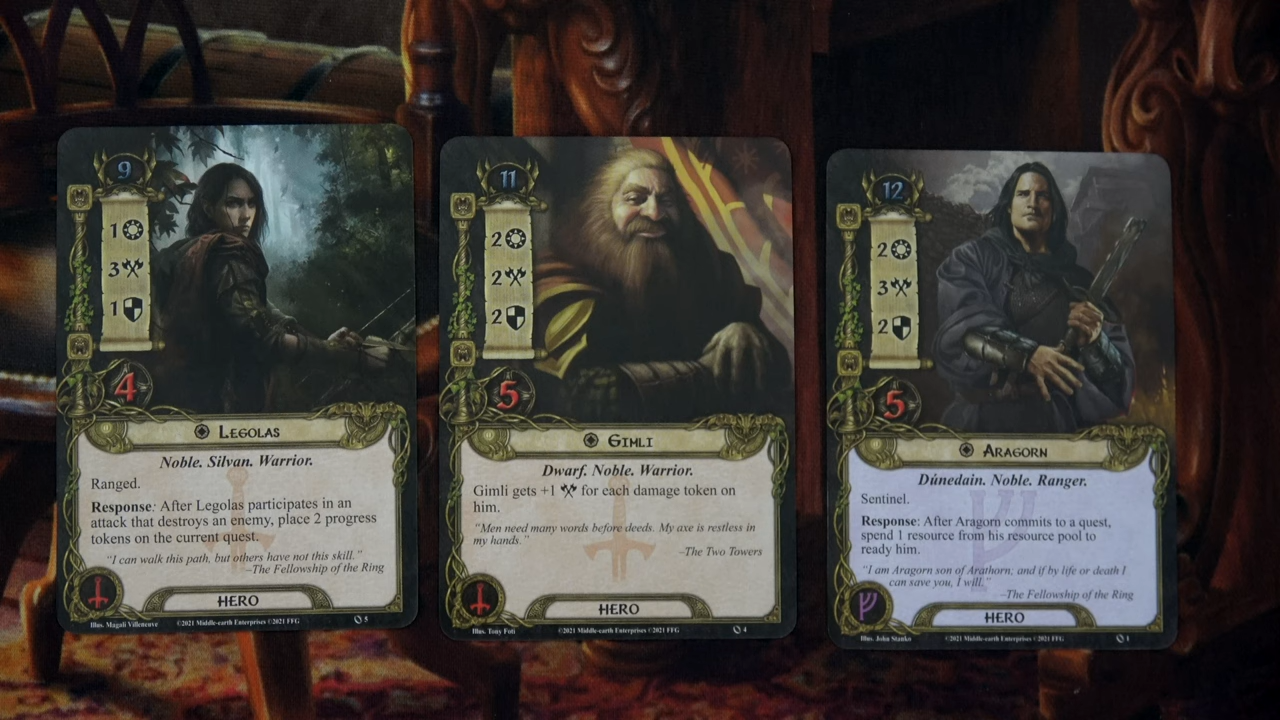 9
1
3
1
4
LEGOLAS
Noble. Silvan. Warrior.
Ranged.
Response: After Legolas participates in an
attack that destroys an enemy, place 2 progress
tokens on the current quest.
"I can walk this path, but others have not this skill."
–The Fellowship of the Ring
HERO
Illus. Magali Villeneuve
©2021 Middle-earth Enterprises ©2021 FFG
5
11
2
2
2
5
GIMLI
Dwarf. Noble. Warrior.
Gimli gets +1 for each damage token on
him.
"Men need many words before deeds. My axe is restless in
my hands."
–The Two Towers
HERO
Illus. Tony Foti
©2021 Middle-earth Enterprises ©2021 FFG
4
12
2
3
2
5
ARAGORN
Dúnedain. Noble. Ranger.
Sentinel.
Response: After Aragorn commits to a quest,
spend 1 resource from his resource pool to
ready him.
"I am Aragorn son of Arathorn, and if by life or death I
can save you, I will."
–The Fellowship of the Ring
HERO
Illus. John Stanko
©2021 Middle-earth Enterprises ©2021 FFG
1